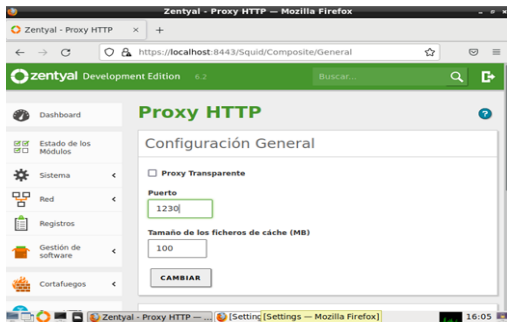 Zentyal - Proxy HTTP — Mozilla Firefox
Zentyal - Proxy HTTP × +
https://localhost:8443/Squid/Composite/General
zentyal Development Edition 6.2 Buscar...
Dashboard
Estado de los
Módulos
Sistema
Red
Registros
Gestión de
software
Cortafuegos
Proxy HTTP
?
Configuración General
Proxy Transparente
Puerto
1230
Tamaño de los ficheros de cáche (MB)
100
CAMBIAR
Zentyal - Proxy HTTP — ... [Setting [Settings — Mozilla Firefox] 16:05